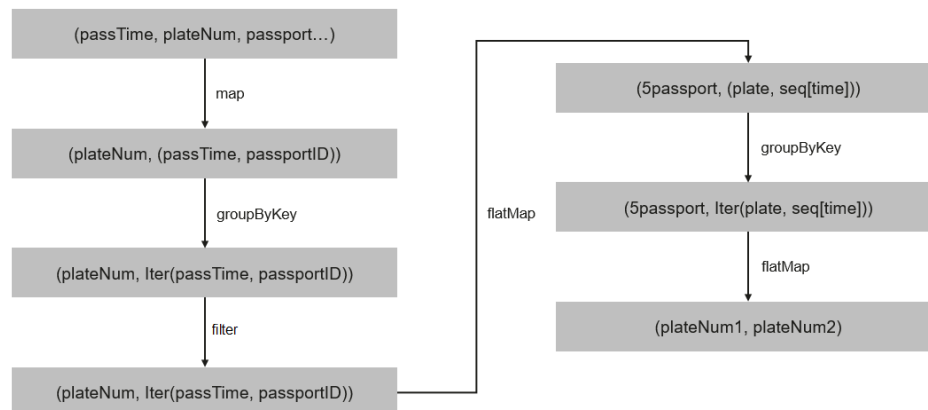 (passTime, plateNum, passport…)
map
(plateNum, (passTime, passportID))
groupByKey
(plateNum, Iter(passTime, passportID))
filter
(plateNum, Iter(passTime, passportID))
flatMap
(5passport, (plate, seq[time]))
groupByKey
(5passport, Iter(plate, seq[time]))
flatMap
(plateNum1, plateNum2)